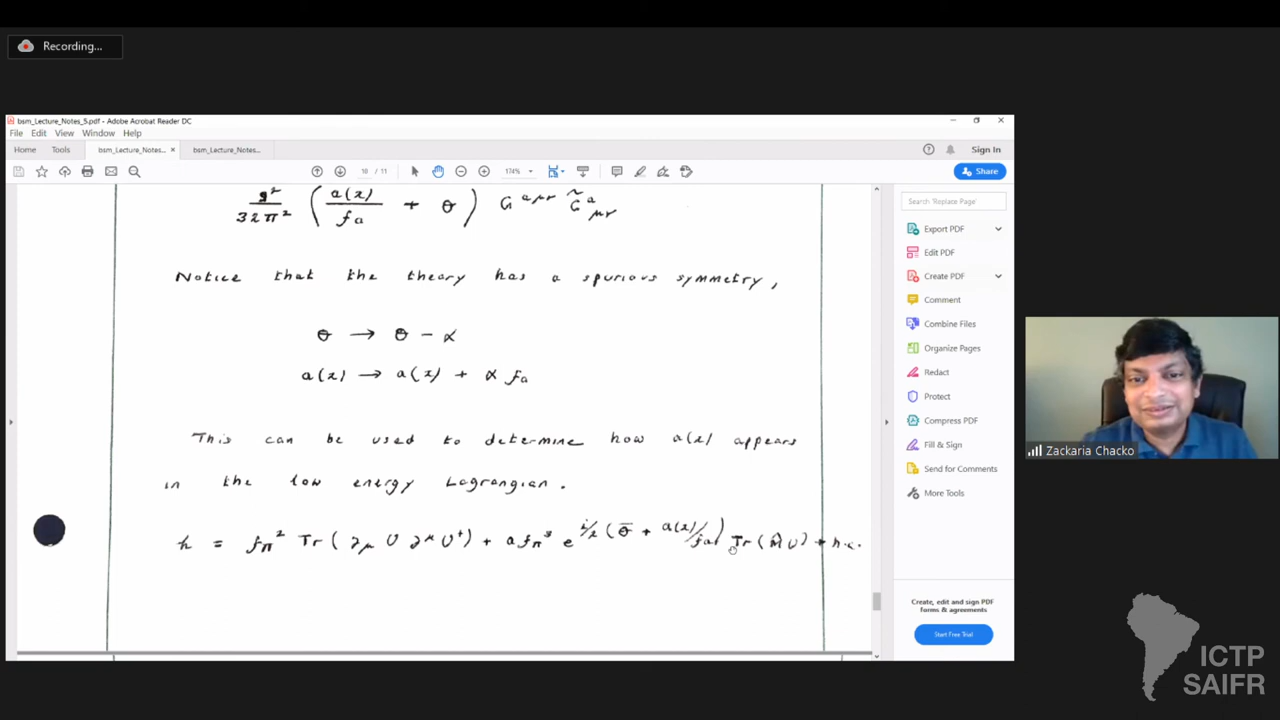 Recording...
bsm_Lecture_Notes_5.pdf - Adobe Acrobat Reader DC
File Edit View Window Help
Home Tools bsm_Lecture_Notes... × bsm_Lecture_Notes... Sign In
10 / 11 174% Share
g² / 32π² ( a(x) / fa + θ ) G^{aμν} G̃^a_{μν}
Notice that the theory has a spurious symmetry,
θ → θ - α
a(x) → a(x) + α fa
This can be used to determine how a(x) appears
in the low energy Lagrangian.
L = fπ² Tr ( ∂μ U ∂^μ U† ) + a fπ³ e^{i/2 ( θ̄ + a(x)/fa )} Tr ( M̂ U ) + h.c.
Search 'Replace Page'
Export PDF
Edit PDF
Create PDF
Comment
Combine Files
Organize Pages
Redact
Protect
Compress PDF
Fill & Sign
Send for Comments
More Tools
Create, edit and sign PDF
forms & agreements
Start Free Trial
Zackaria Chacko
ICTP
SAIFR